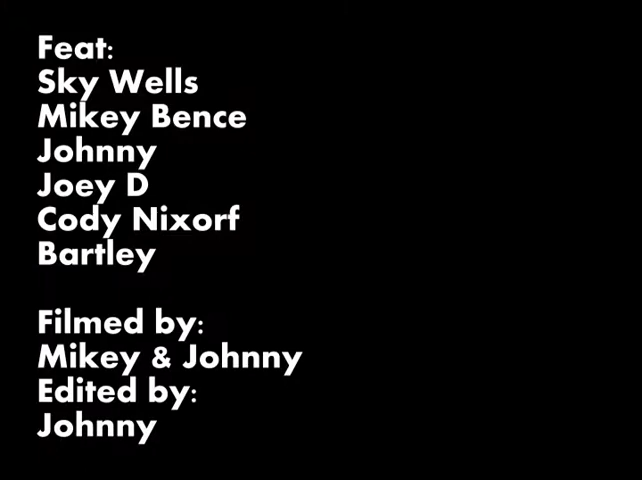 Feat:
Sky Wells
Mikey Bence
Johnny
Joey D
Cody Nixorf
Bartley
Filmed by:
Mikey & Johnny
Edited by:
Johnny